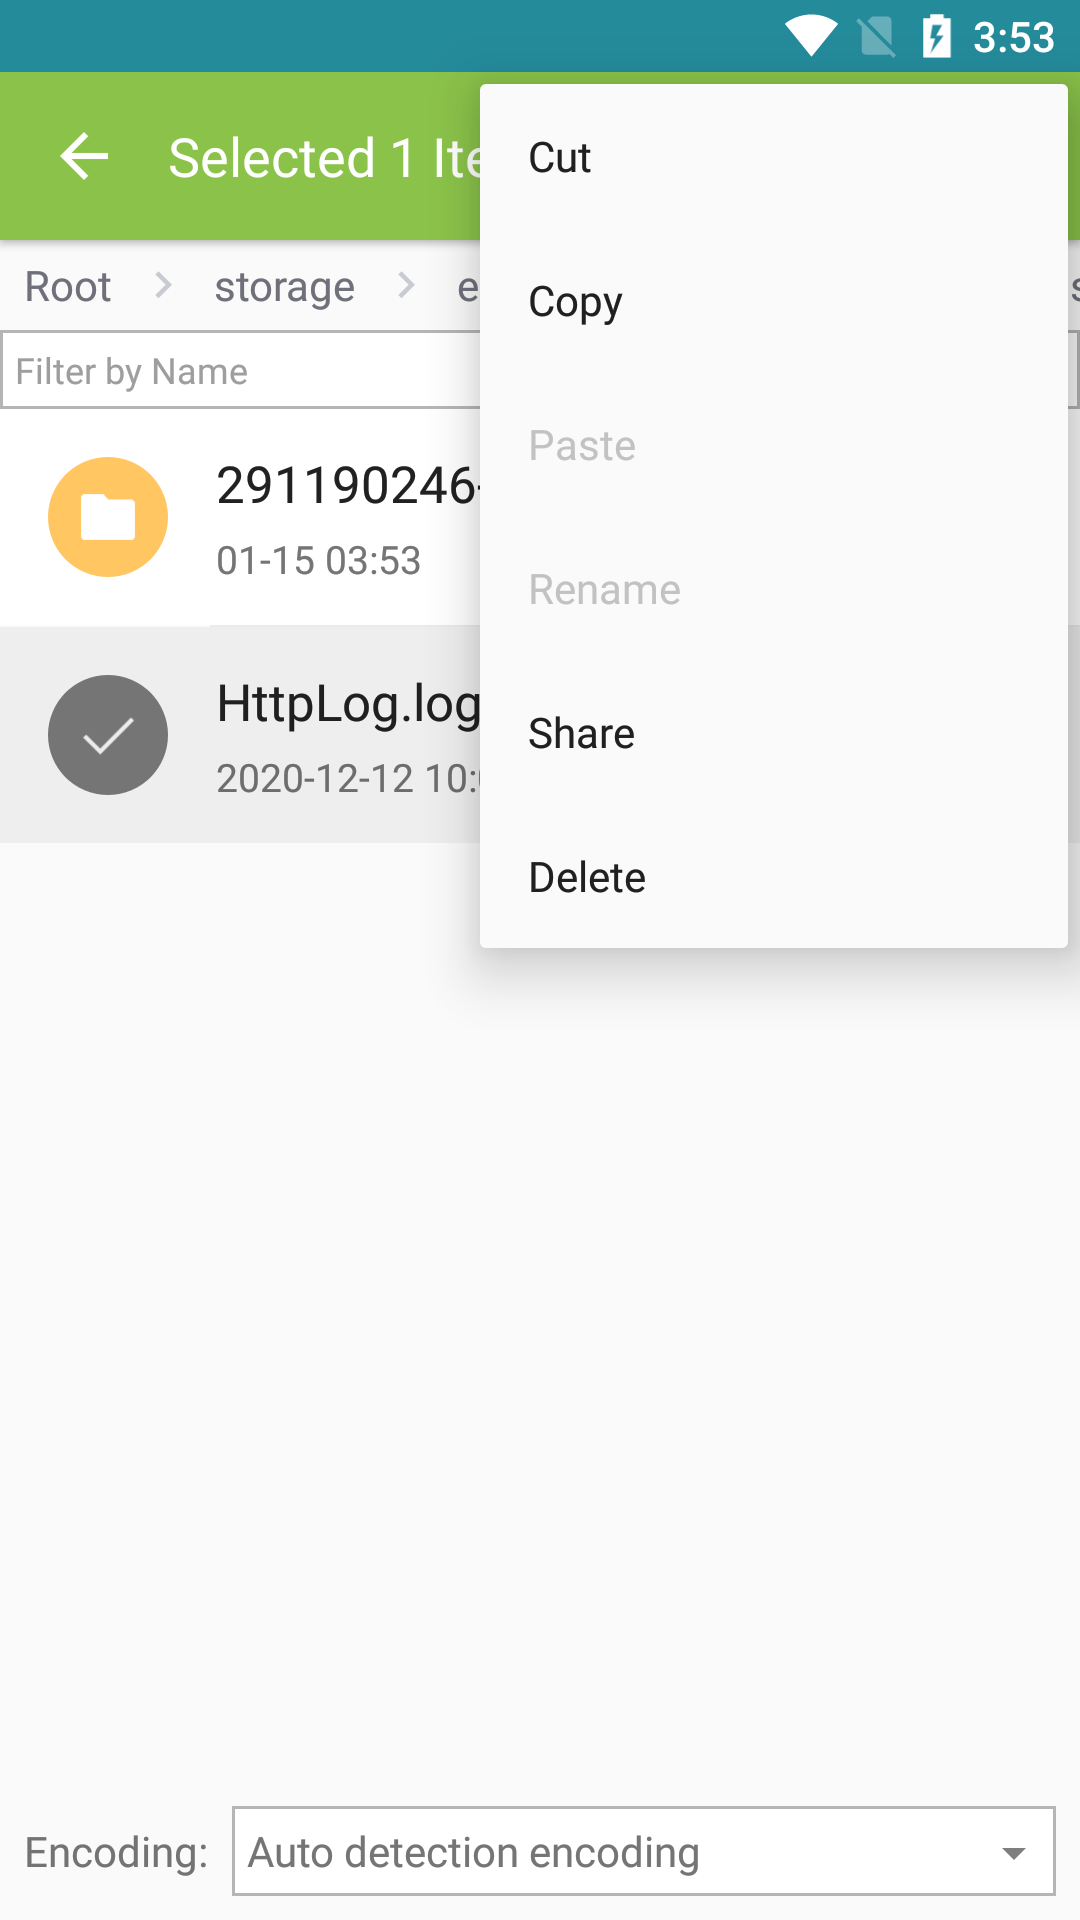 3:53
Selected 1 Ite
Root
storage
Filter by Name
291190246-
01-15 03:53
HttpLog.log
2020-12-12 10:
Cut
Copy
Paste
Rename
Share
Delete
Encoding:
Auto detection encoding